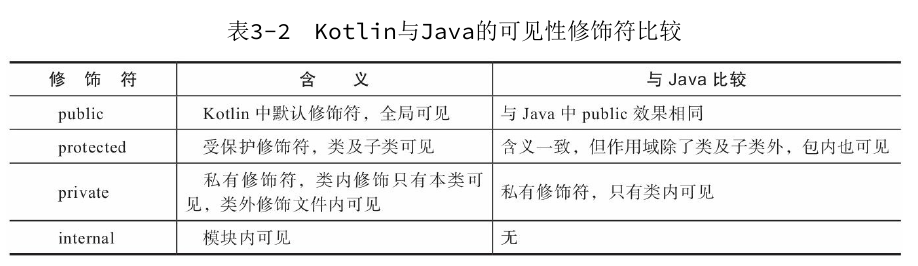 表3-2 Kotlin与Java的可见性修饰符比较
修 饰 符 含 义 与 Java 比较
public Kotlin 中默认修饰符，全局可见 与 Java 中 public 效果相同
protected 受保护修饰符，类及子类可见 含义一致，但作用域除了类及子类外，包内也可见
private 私有修饰符，类内修饰只有本类可
见，类外修饰文件内可见 私有修饰符，只有类内可见
internal 模块内可见 无